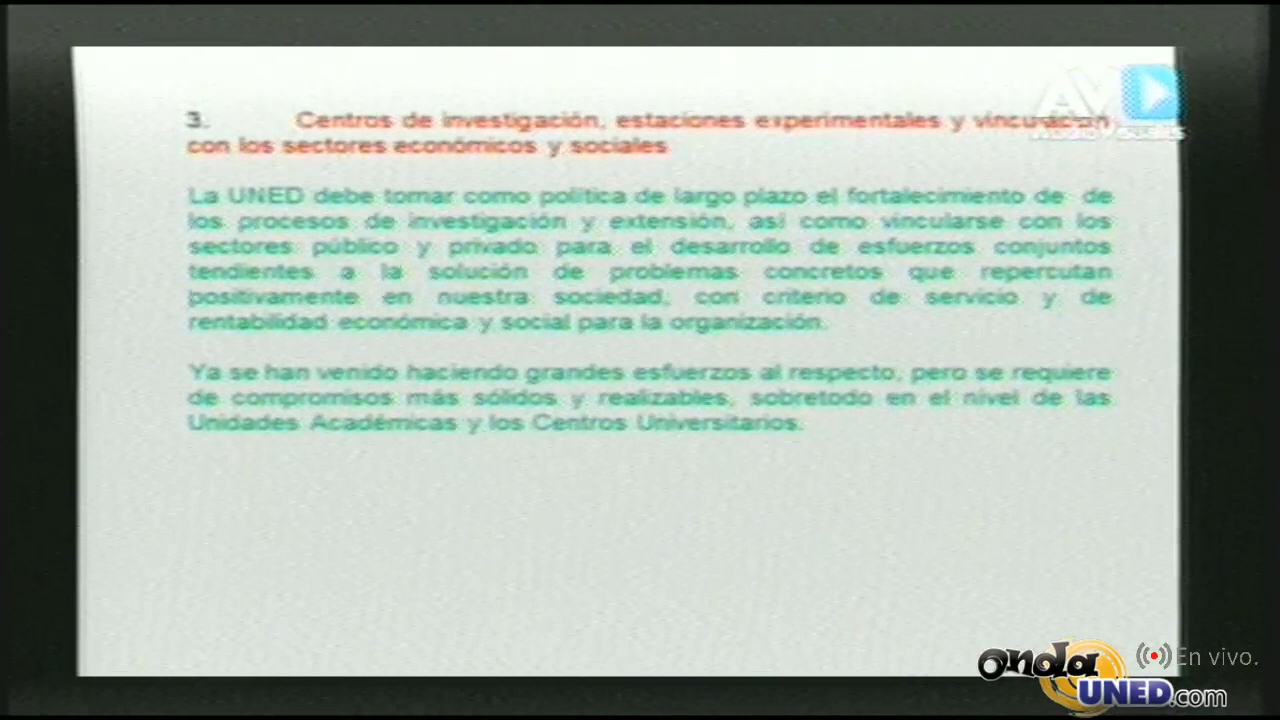 3. Centros de investigación, estaciones experimentales y vinculación
con los sectores económicos y sociales
La UNED debe tomar como política de largo plazo el fortalecimiento de de
los procesos de investigación y extensión, así como vincularse con los
sectores público y privado para el desarrollo de esfuerzos conjuntos
tendientes a la solución de problemas concretos que repercutan
positivamente en nuestra sociedad, con criterio de servicio y de
rentabilidad económica y social para la organización.
Ya se han venido haciendo grandes esfuerzos al respecto, pero se requiere
de compromisos más sólidos y realizables, sobretodo en el nivel de las
Unidades Académicas y los Centros Universitarios.
AV
onda
UNED.com
En vivo.